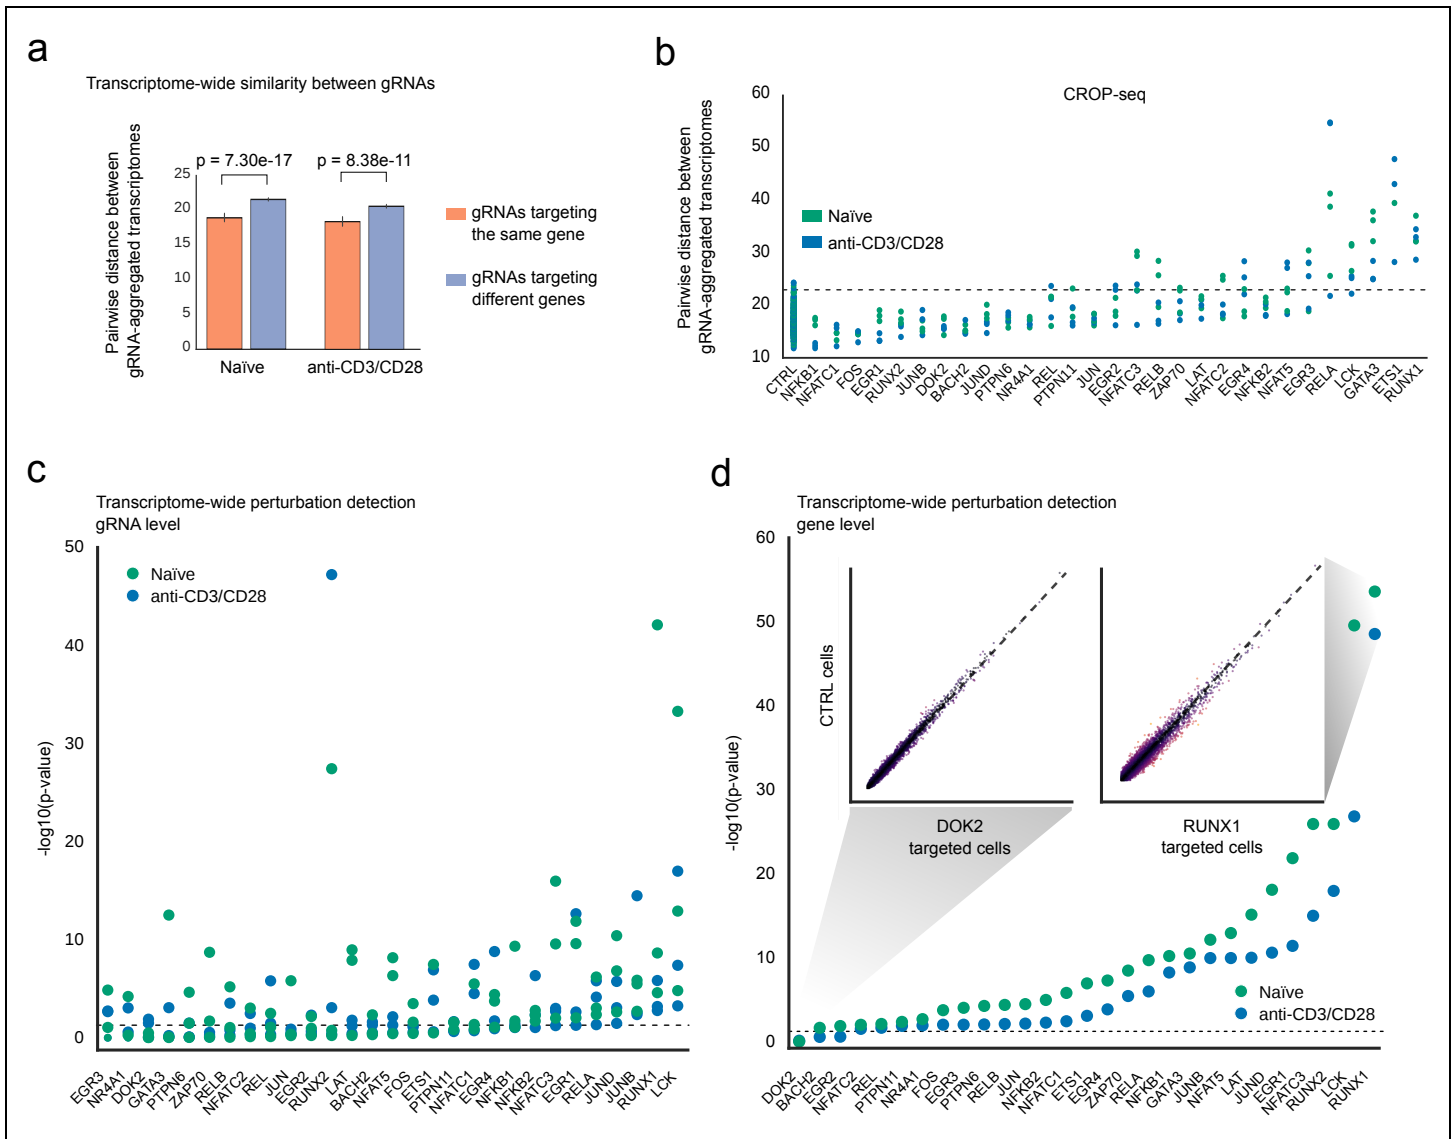 a
Transcriptome-wide similarity between gRNAs
Pairwise distance between
gRNA-aggregated transcriptomes
p = 7.30e-17
p = 8.38e-11
25
20
15
10
5
0
Naïve
anti-CD3/CD28
gRNAs targeting
the same gene
gRNAs targeting
different genes
b
CROP-seq
Pairwise distance between
gRNA-aggregated transcriptomes
60
50
40
30
20
10
Naïve
anti-CD3/CD28
CTRL
NFKB1
NFATC1
FOS
EGR1
RUNX2
JUNB
DOK2
BACH2
JUND
PTPN6
NR4A1
REL
PTPN11
JUN
EGR2
NFATC3
RELB
ZAP70
LAT
NFATC2
EGR4
NFKB2
NFAT5
EGR3
RELA
LCK
GATA3
ETS1
RUNX1
c
Transcriptome-wide perturbation detection
gRNA level
-log10(p-value)
50
40
30
20
10
0
Naïve
anti-CD3/CD28
EGR3
NR4A1
DOK2
GATA3
PTPN6
ZAP70
RELB
NFATC2
REL
JUN
EGR2
RUNX2
LAT
BACH2
NFAT5
FOS
ETS1
PTPN11
NFATC1
EGR4
NFKB1
NFKB2
NFATC3
EGR1
RELA
JUND
JUNB
RUNX1
LCK
d
Transcriptome-wide perturbation detection
gene level
-log10(p-value)
60
50
40
30
20
10
0
CTRL cells
DOK2
targeted cells
RUNX1
targeted cells
Naïve
anti-CD3/CD28
DOK2
BACH2
EGR2
NFATC2
REL
PTPN11
NR4A1
FOS
EGR3
PTPN6
RELB
JUN
NFKB2
NFATC1
ETS1
EGR4
ZAP70
RELA
NFKB1
GATA3
JUNB
NFAT5
LAT
JUND
EGR1
NFATC3
RUNX2
LCK
RUNX1